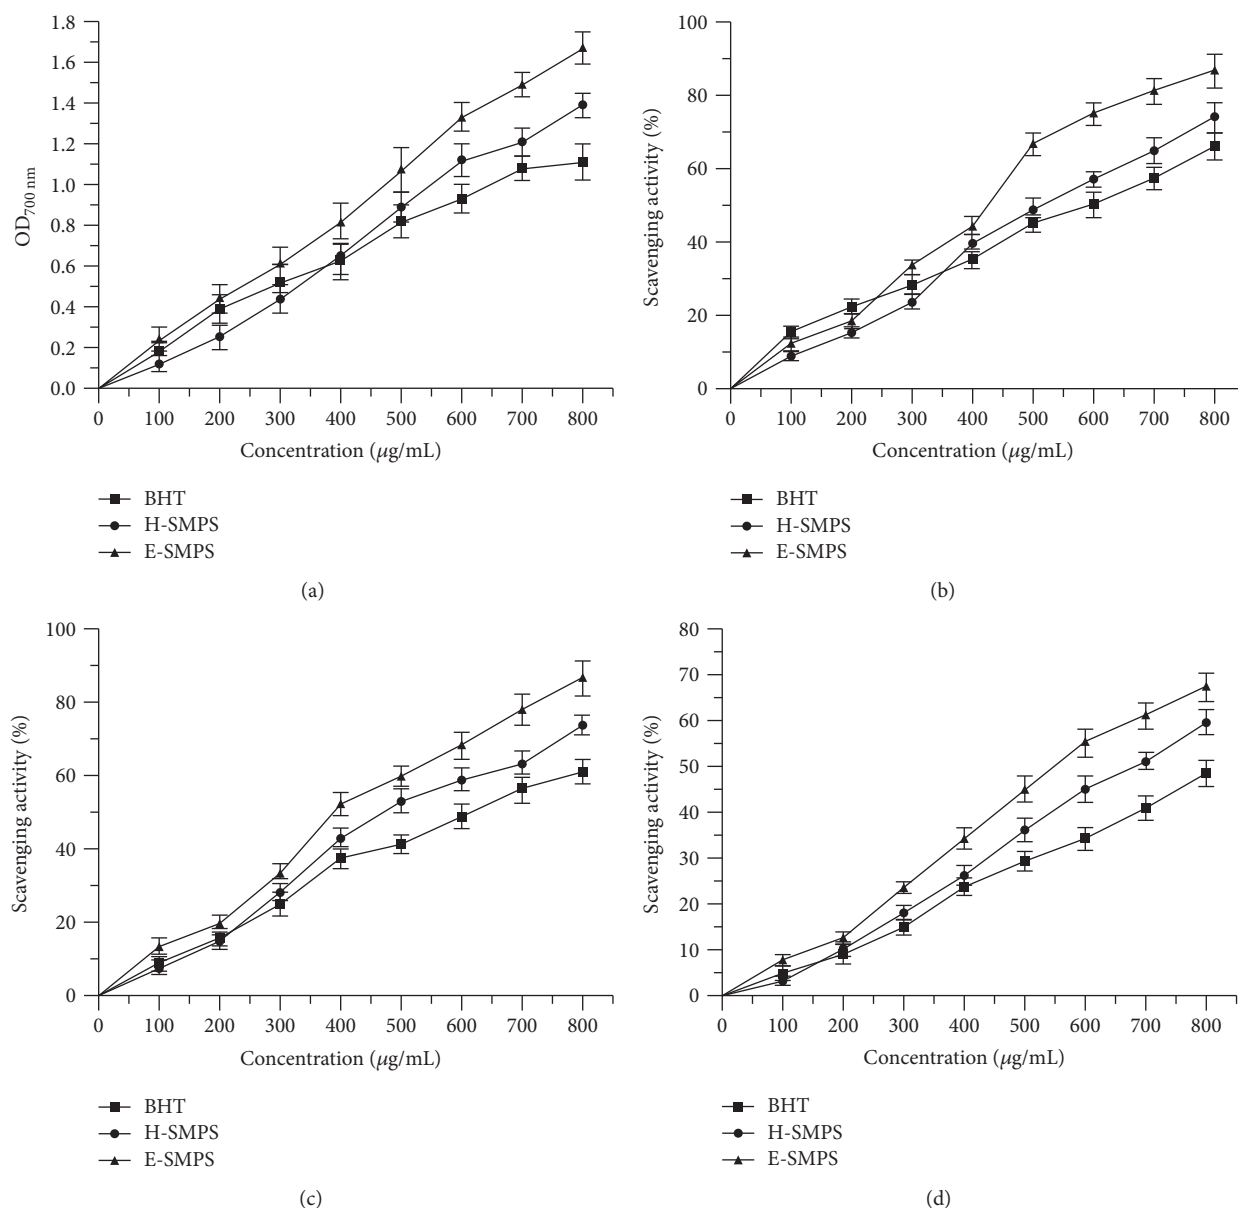 1.8
1.6
1.4
1.2
1.0
0.8
0.6
0.4
0.2
0.0
OD700 nm
0 100 200 300 400 500 600 700 800
Concentration (μg/mL)
BHT
H-SMPS
E-SMPS
(a)
100
80
60
40
20
0
Scavenging activity (%)
0 100 200 300 400 500 600 700 800
Concentration (μg/mL)
BHT
H-SMPS
E-SMPS
(b)
100
80
60
40
20
0
Scavenging activity (%)
0 100 200 300 400 500 600 700 800
Concentration (μg/mL)
BHT
H-SMPS
E-SMPS
(c)
80
70
60
50
40
30
20
10
0
Scavenging activity (%)
0 100 200 300 400 500 600 700 800
Concentration (μg/mL)
BHT
H-SMPS
E-SMPS
(d)